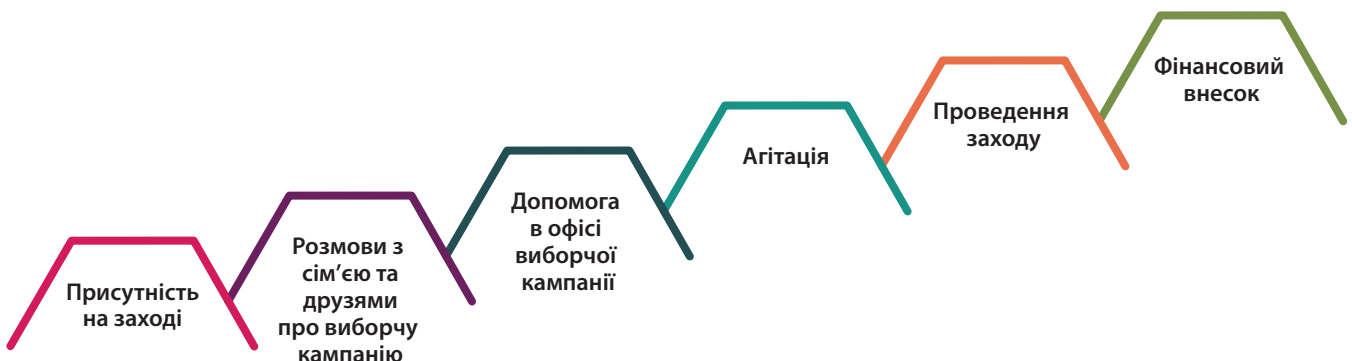 Присутність
на заході
Розмови з
сім’єю та
друзями
про виборчу
кампанію
Допомога
в офісі
виборчої
кампанії
Агітація
Проведення
заходу
Фінансовий
внесок